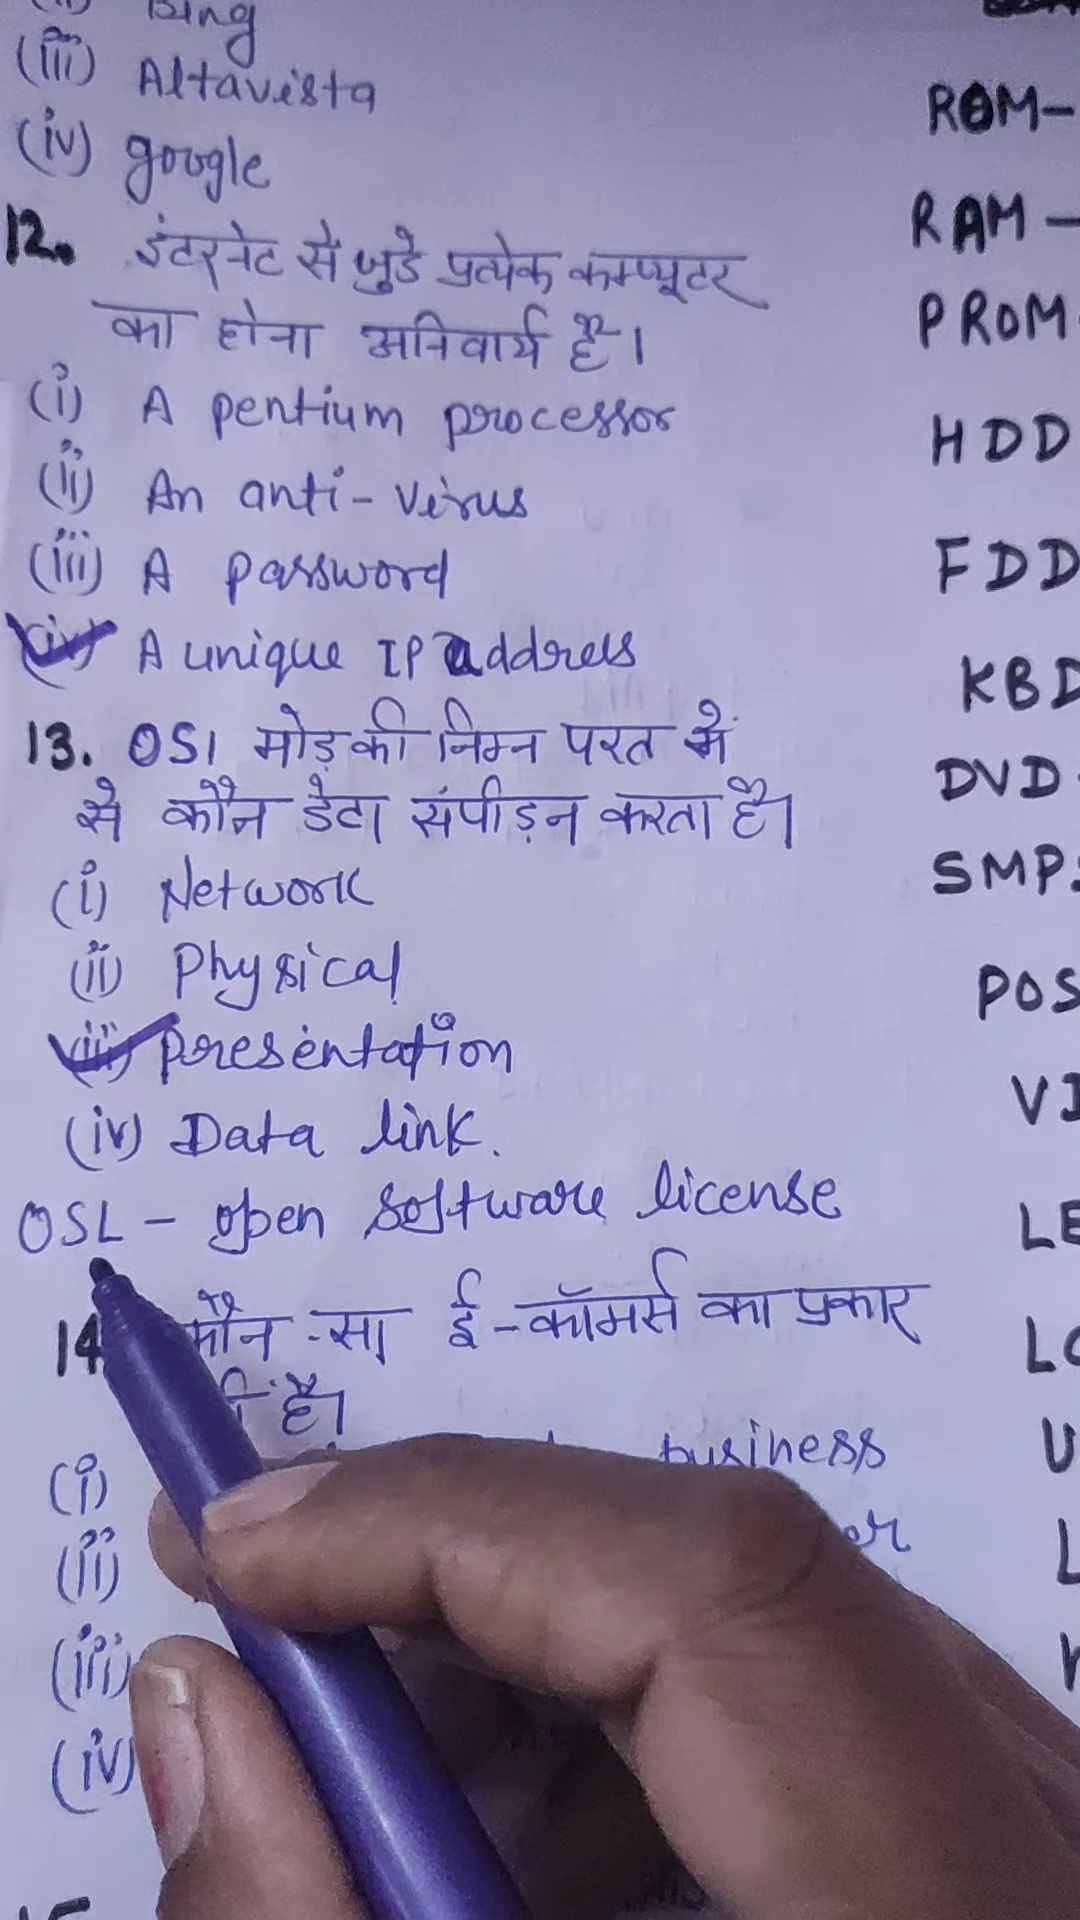 (iii) Altavista
(iv) google
12. इंटरनेट से जुडे प्रत्येक कम्प्यूटर
का होना अनिवार्य है।
(i) A pentium processor
(ii) An anti-virus
(iii) A password
(iv) A unique IP address
13. OSI मोड़ की निम्न परत में
से कौन डेटा संपीड़न करता है।
(i) Network
(ii) Physical
(iii) Presentation
(iv) Data link.
OSL - open software license
14 कौन-सा ई-कॉमर्स का प्रकार
है।
(i) business
(ii)
(iii)
(iv)
ROM-
RAM-
PROM
HDD
FDD
KBD
DVD
SMPS
POS